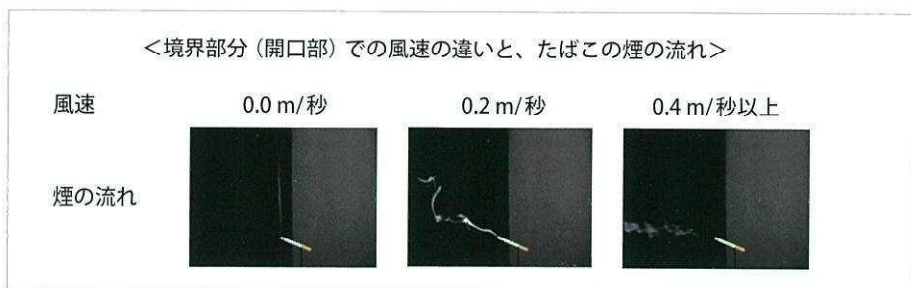 ＜境界部分（開口部）での風速の違いと、たばこの煙の流れ＞
風速 0.0 m/秒 0.2 m/秒 0.4 m/秒以上
煙の流れ